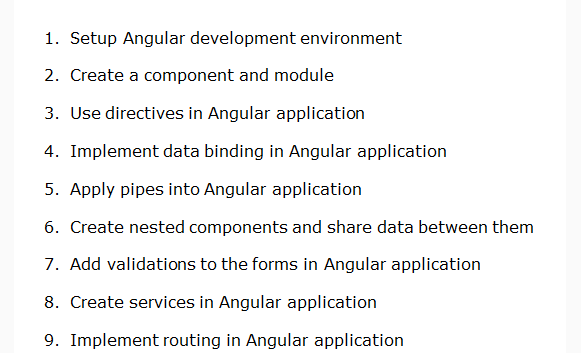 1. Setup Angular development environment
2. Create a component and module
3. Use directives in Angular application
4. Implement data binding in Angular application
5. Apply pipes into Angular application
6. Create nested components and share data between them
7. Add validations to the forms in Angular application
8. Create services in Angular application
9. Implement routing in Angular application